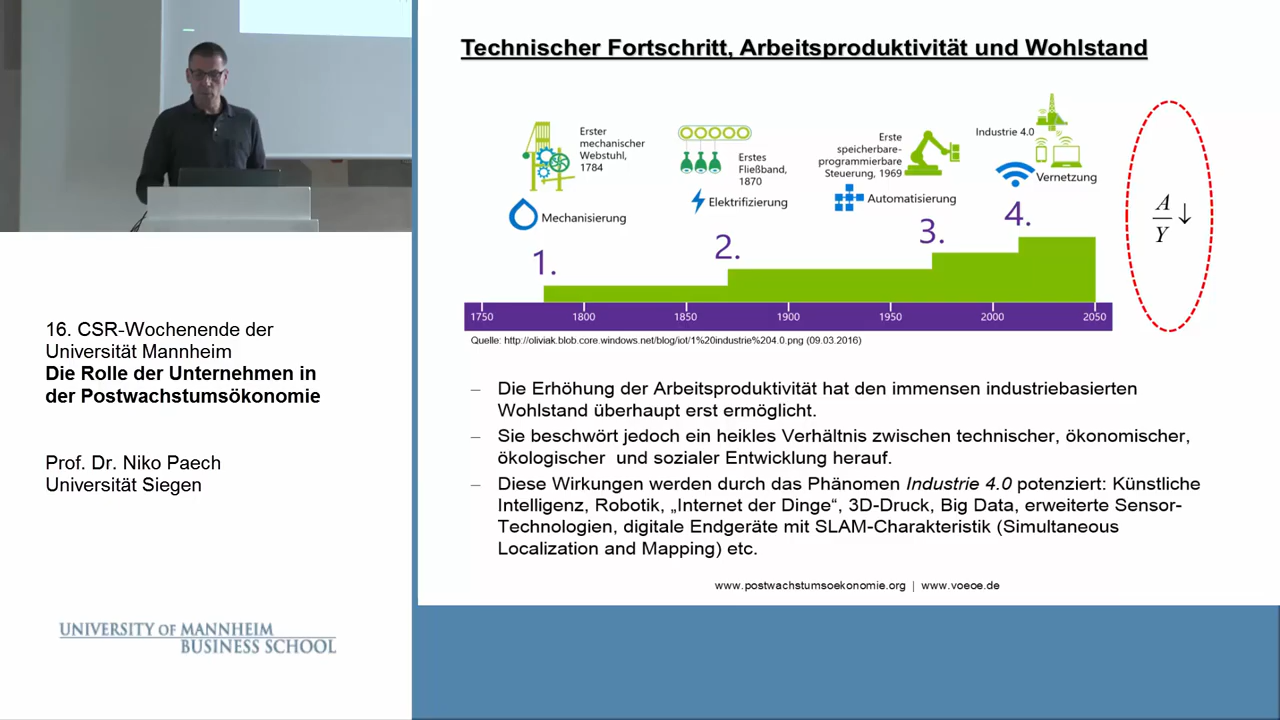 Technischer Fortschritt, Arbeitsproduktivität und Wohlstand
Erster
mechanischer
Webstuhl,
1784
Mechanisierung
1.
Erstes
Fließband,
1870
Elektrifizierung
2.
Erste
speicherbare-
programmierbare
Steuerung, 1969
Automatisierung
3.
Industrie 4.0
Vernetzung
4.
A
Y
↓
1750 1800 1850 1900 1950 2000 2050
Quelle: http://oliviak.blob.core.windows.net/blog/iot/1%20industrie%204.0.png (09.03.2016)
– Die Erhöhung der Arbeitsproduktivität hat den immensen industriebasierten
Wohlstand überhaupt erst ermöglicht.
– Sie beschwört jedoch ein heikles Verhältnis zwischen technischer, ökonomischer,
ökologischer und sozialer Entwicklung herauf.
– Diese Wirkungen werden durch das Phänomen Industrie 4.0 potenziert: Künstliche
Intelligenz, Robotik, „Internet der Dinge“, 3D-Druck, Big Data, erweiterte Sensor-
Technologien, digitale Endgeräte mit SLAM-Charakteristik (Simultaneous
Localization and Mapping) etc.
www.postwachstumsoekonomie.org | www.voeoe.de
16. CSR-Wochenende der
Universität Mannheim
Die Rolle der Unternehmen in
der Postwachstumsökonomie
Prof. Dr. Niko Paech
Universität Siegen
UNIVERSITY OF MANNHEIM
BUSINESS SCHOOL